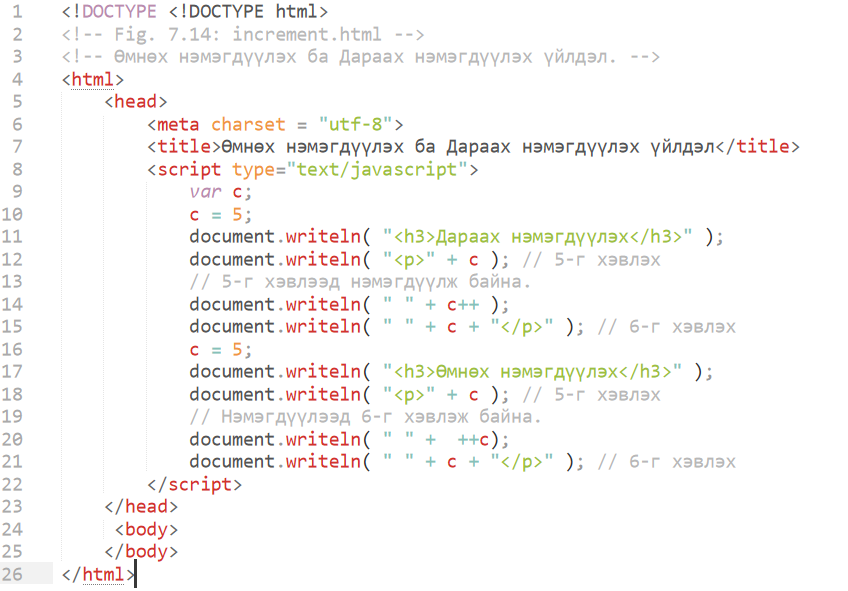 1 <!DOCTYPE <!DOCTYPE html>
2 <!-- Fig. 7.14: increment.html -->
3 <!-- Өмнөх нэмэгдүүлэх ба Дараах нэмэгдүүлэх үйлдэл. -->
4 <html>
5 <head>
6 <meta charset = "utf-8">
7 <title>Өмнөх нэмэгдүүлэх ба Дараах нэмэгдүүлэх үйлдэл</title>
8 <script type="text/javascript">
9 var c;
10 c = 5;
11 document.writeln( "<h3>Дараах нэмэгдүүлэх</h3>" );
12 document.writeln( "<p>" + c ); // 5-г хэвлэх
13 // 5-г хэвлээд нэмэгдүүлж байна.
14 document.writeln( " " + c++ );
15 document.writeln( " " + c + "</p>" ); // 6-г хэвлэх
16 c = 5;
17 document.writeln( "<h3>Өмнөх нэмэгдүүлэх</h3>" );
18 document.writeln( "<p>" + c ); // 5-г хэвлэх
19 // Нэмэгдүүлээд 6-г хэвлэж байна.
20 document.writeln( " " +  ++c);
21 document.writeln( " " + c + "</p>" ); // 6-г хэвлэх
22 </script>
23 </head>
24 <body>
25 </body>
26 </html>